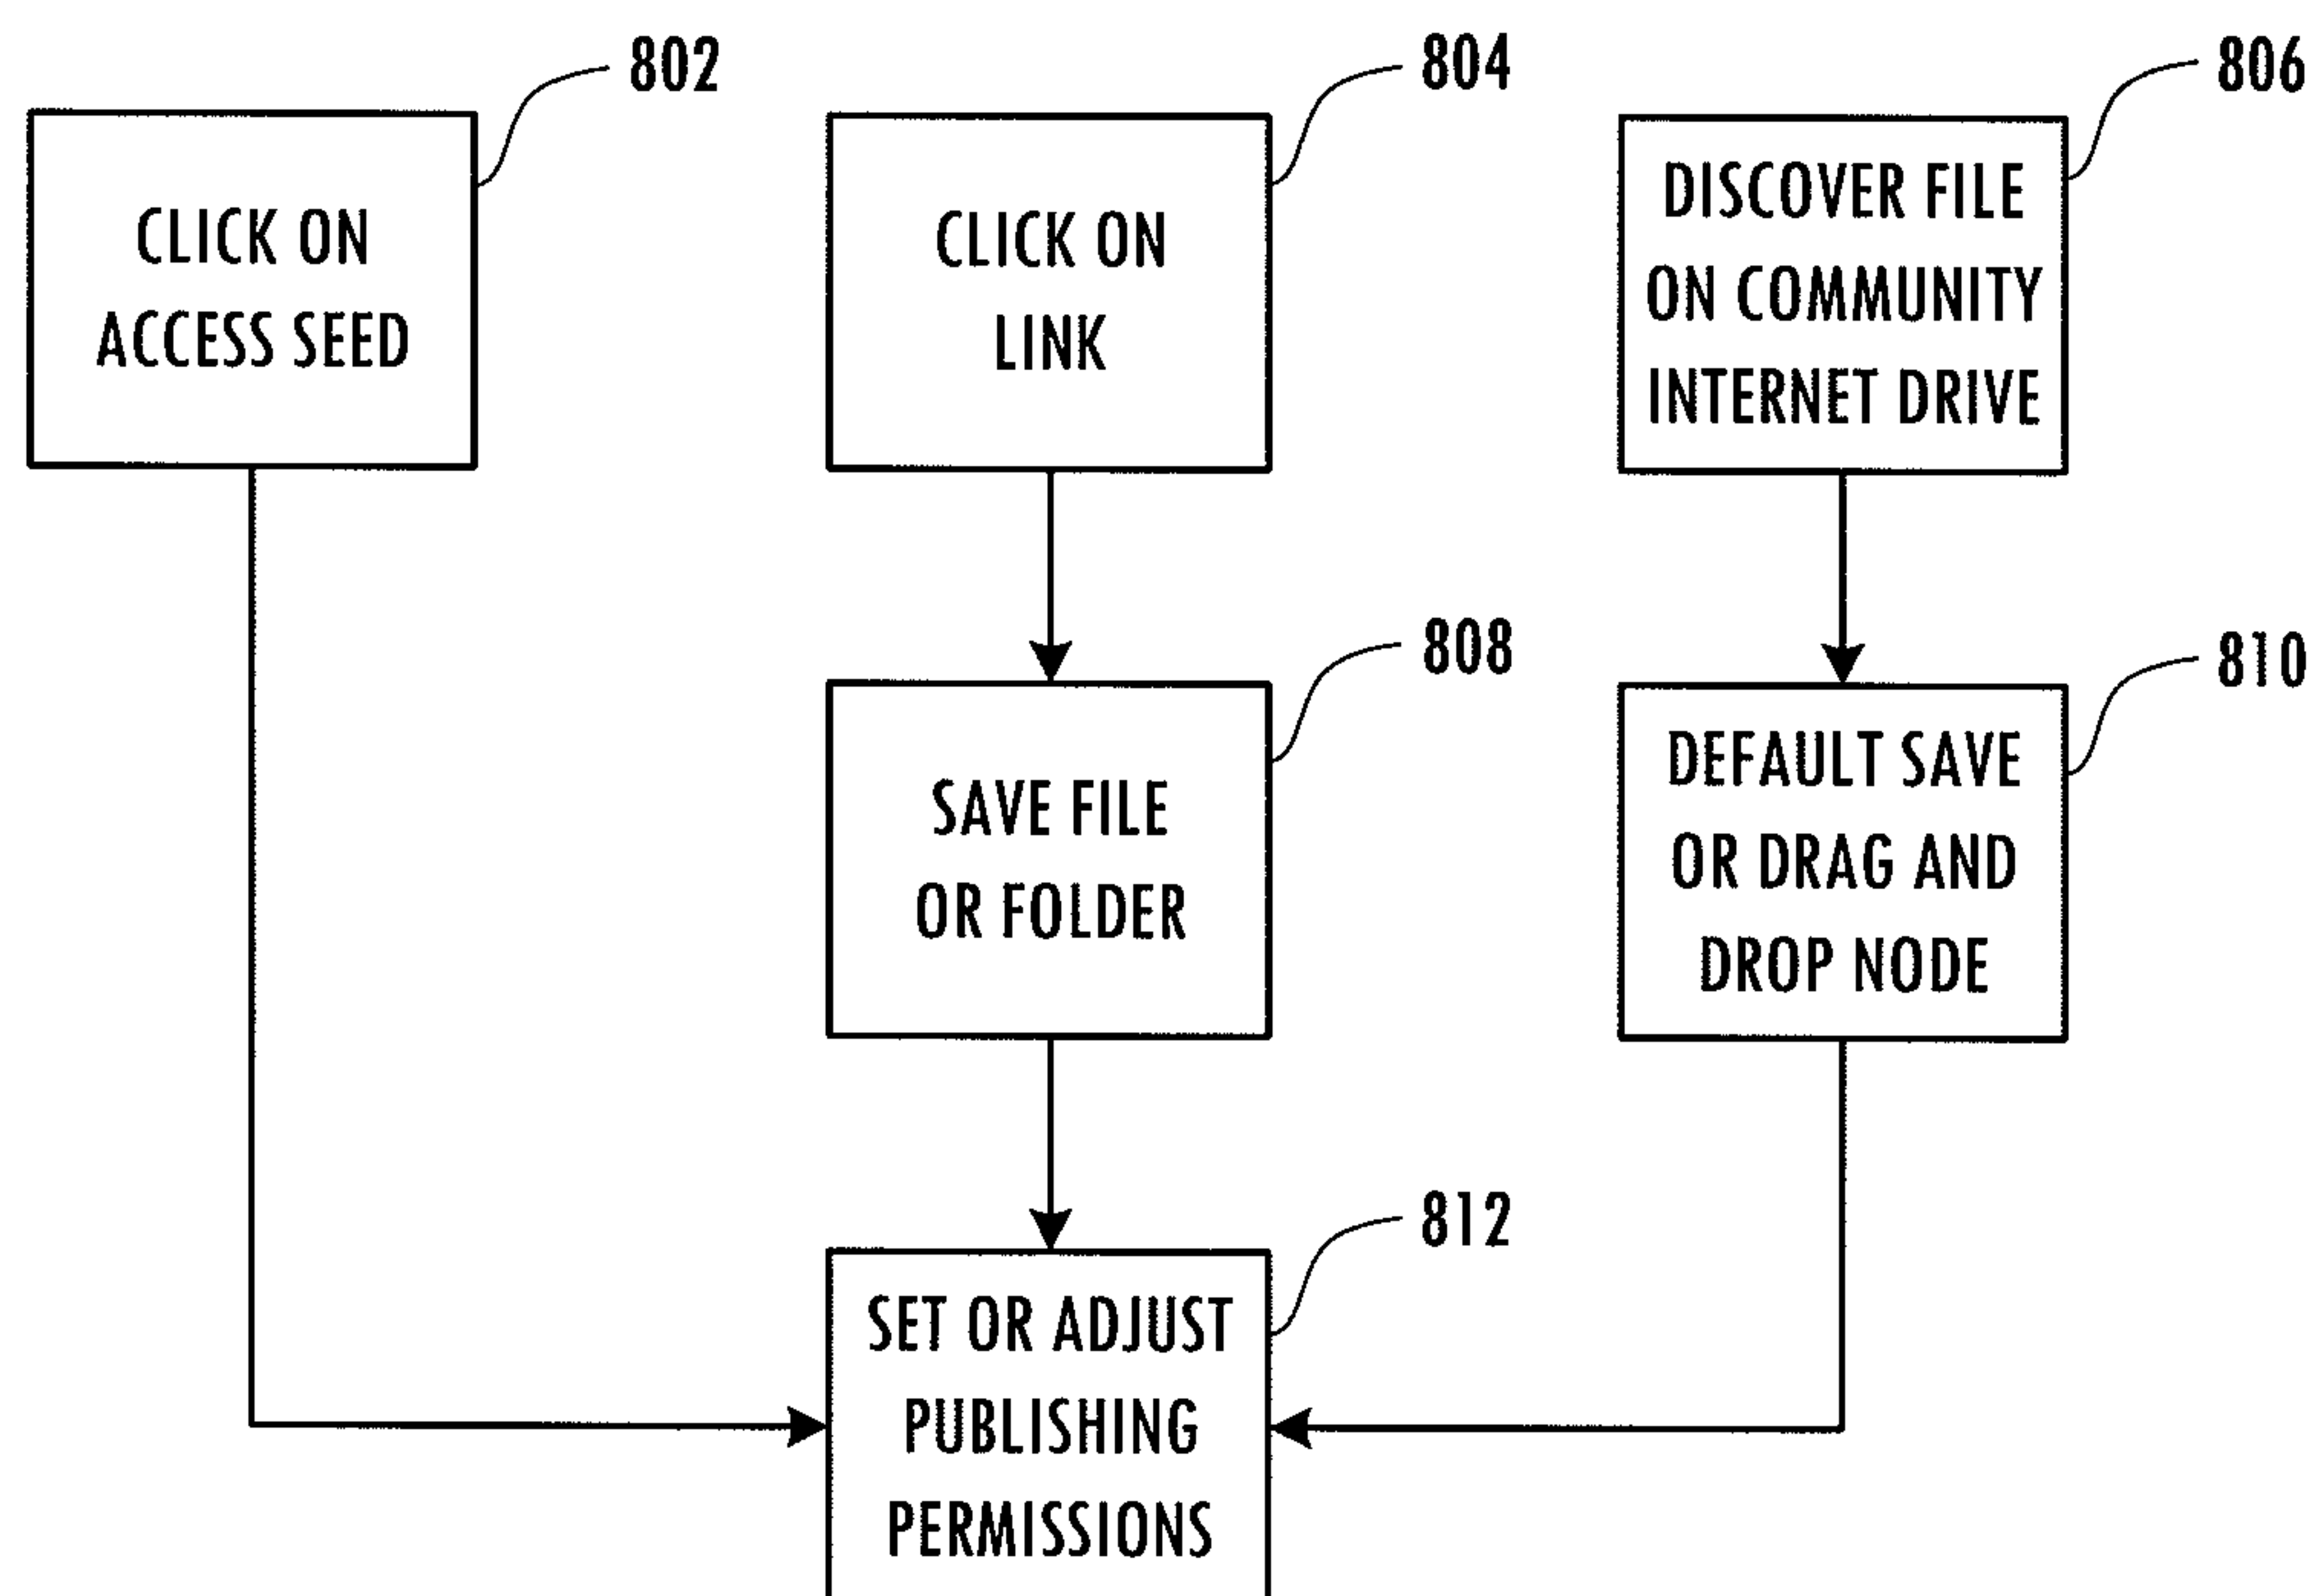 802
CLICK ON
ACCESS SEED
804
CLICK ON
LINK
806
DISCOVER FILE
ON COMMUNITY
INTERNET DRIVE
808
SAVE FILE
OR FOLDER
810
DEFAULT SAVE
OR DRAG AND
DROP NODE
812
SET OR ADJUST
PUBLISHING
PERMISSIONS